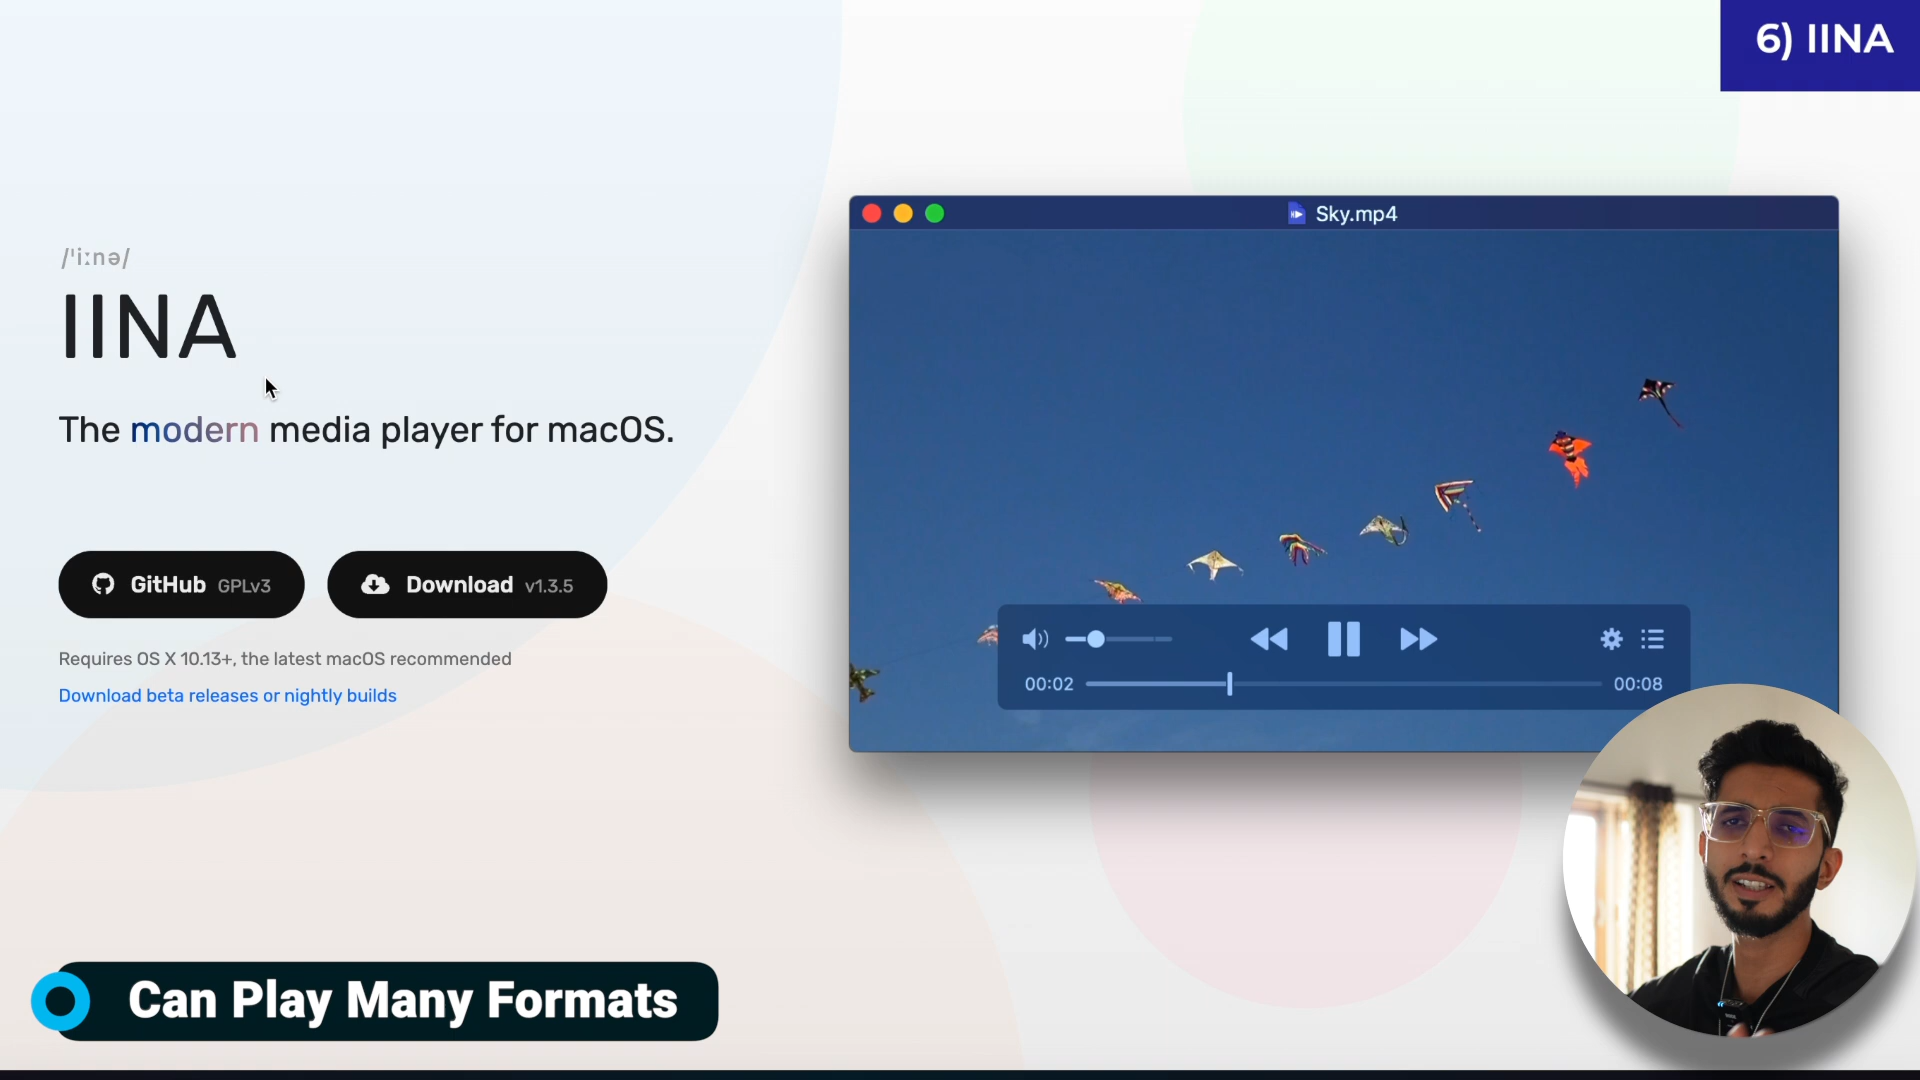 6) IINA
/'iːnə/
IINA
The modern media player for macOS.
GitHub GPLv3
Download v1.3.5
Requires OS X 10.13+, the latest macOS recommended
Download beta releases or nightly builds
Sky.mp4
00:02
00:08
Can Play Many Formats